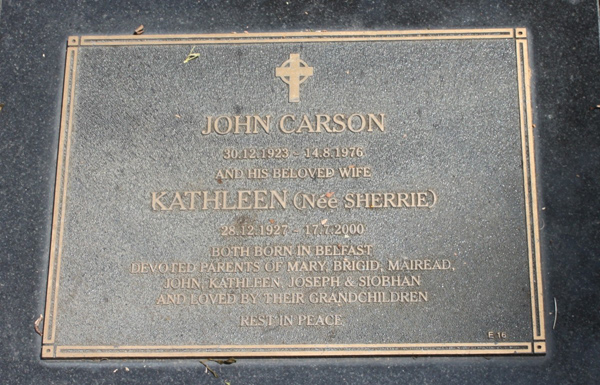 JOHN CARSON
30.12.1923 - 14.8.1976
AND HIS BELOVED WIFE
KATHLEEN (Née SHERRIE)
28.12.1927 - 17.7.2000
BOTH BORN IN BELFAST
DEVOTED PARENTS OF MARY, BRIGID, MAIREAD,
JOHN, KATHLEEN, JOSEPH & SIOBHAN
AND LOVED BY THEIR GRANDCHILDREN
REST IN PEACE
E 16